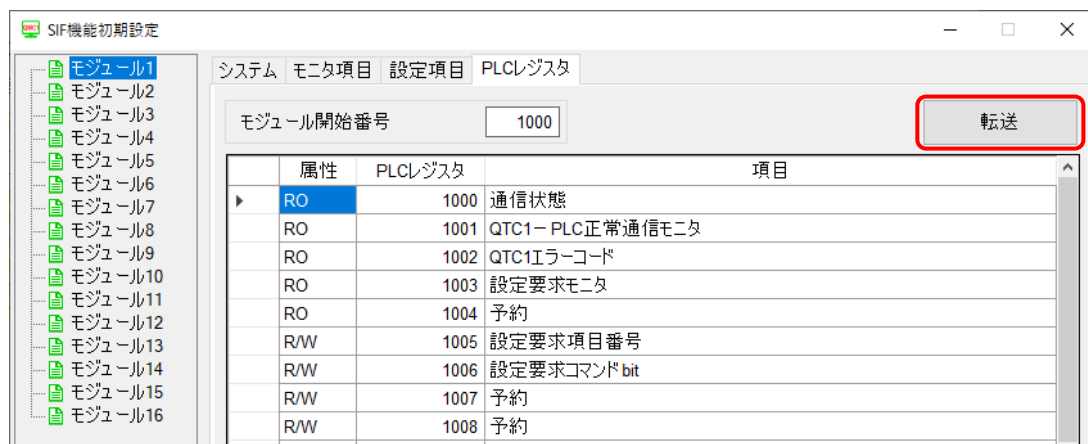 QMC1 SIF機能初期設定
モジュール1
モジュール2
モジュール3
モジュール4
モジュール5
モジュール6
モジュール7
モジュール8
モジュール9
モジュール10
モジュール11
モジュール12
モジュール13
モジュール14
モジュール15
モジュール16
システム モニタ項目 設定項目 PLCレジスタ
モジュール開始番号 1000 転送
属性 PLCレジスタ 項目
RO 1000 通信状態
RO 1001 QTC1-PLC正常通信モニタ
RO 1002 QTC1エラーコード
RO 1003 設定要求モニタ
RO 1004 予約
R/W 1005 設定要求項目番号
R/W 1006 設定要求コマンドbit
R/W 1007 予約
R/W 1008 予約